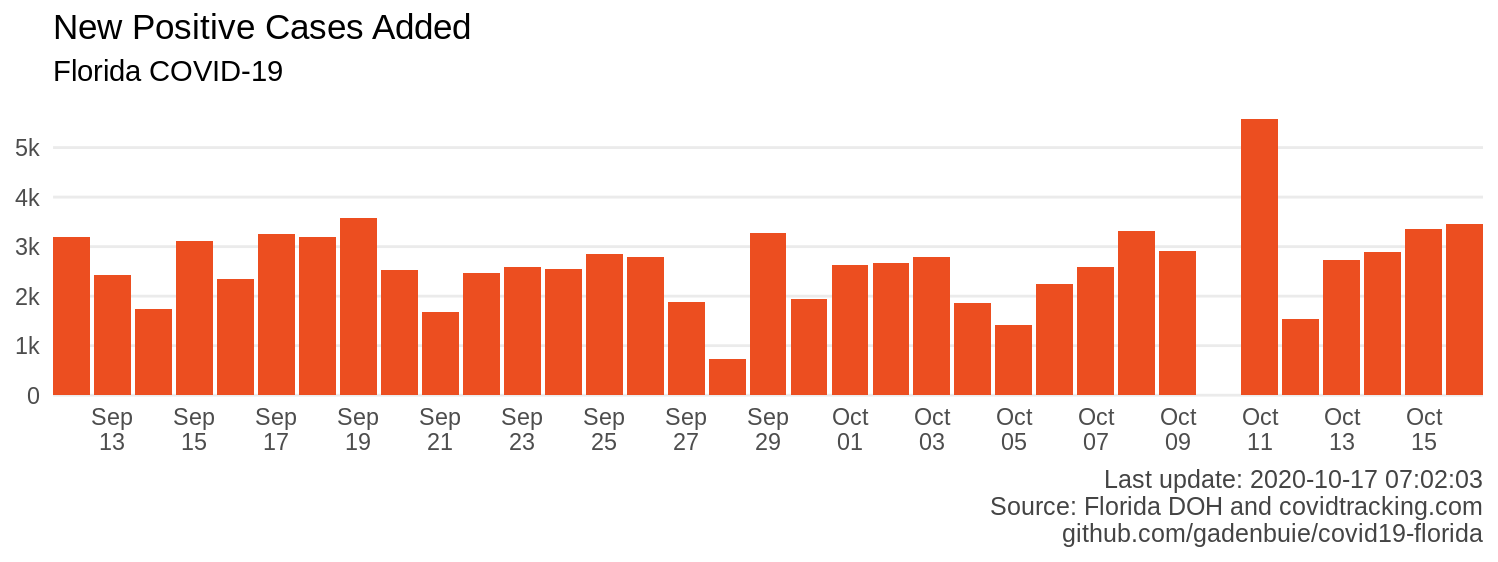 New Positive Cases Added
Florida COVID-19
5k
4k
3k
2k
1k
0
Sep Sep Sep Sep Sep Sep Sep Sep Sep Oct Oct Oct Oct Oct Oct Oct Oct
13 15 17 19 21 23 25 27 29 01 03 05 07 09 11 13 15
Last update: 2020-10-17 07:02:03
Source: Florida DOH and covidtracking.com
github.com/gadenbuie/covid19-florida